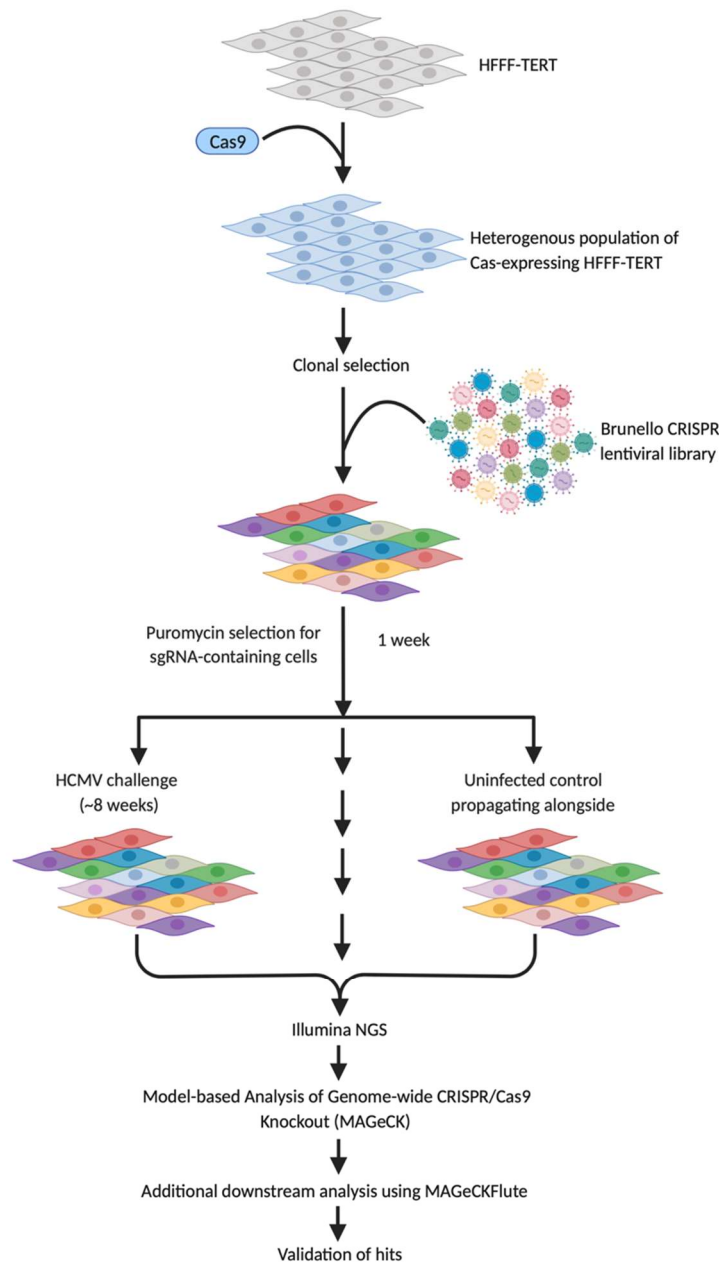 HFFF-TERT
Cas9
Heterogenous population of
Cas-expressing HFFF-TERT
Clonal selection
Brunello CRISPR
lentiviral library
Puromycin selection for
sgRNA-containing cells
1 week
HCMV challenge
(~8 weeks)
Uninfected control
propagating alongside
Illumina NGS
Model-based Analysis of Genome-wide CRISPR/Cas9
Knockout (MAGeCK)
Additional downstream analysis using MAGeCKFlute
Validation of hits